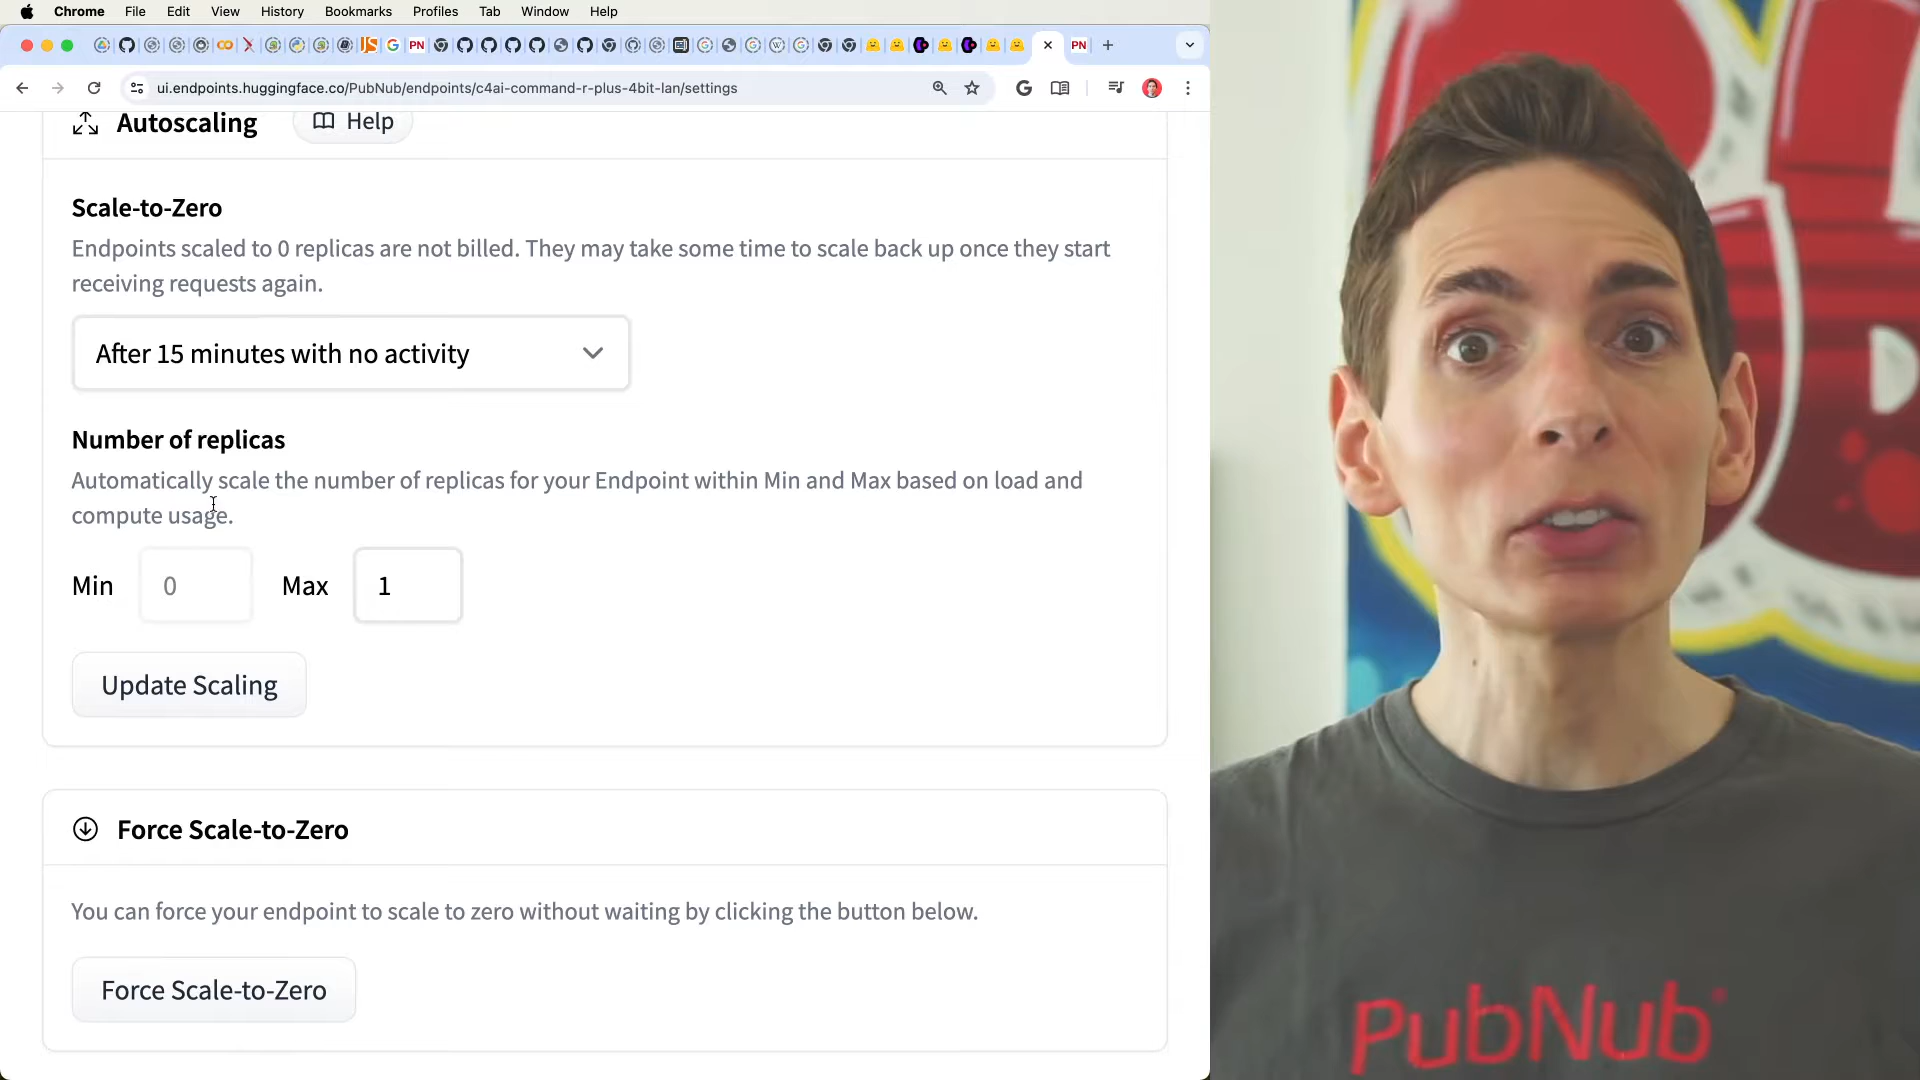 Chrome File Edit View History Bookmarks Profiles Tab Window Help
ui.endpoints.huggingface.co/PubNub/endpoints/c4ai-command-r-plus-4bit-lan/settings
Autoscaling Help
Scale-to-Zero
Endpoints scaled to 0 replicas are not billed. They may take some time to scale back up once they start
receiving requests again.
After 15 minutes with no activity
Number of replicas
Automatically scale the number of replicas for your Endpoint within Min and Max based on load and
compute usage.
Min 0 Max 1
Update Scaling
Force Scale-to-Zero
You can force your endpoint to scale to zero without waiting by clicking the button below.
Force Scale-to-Zero
PubNub